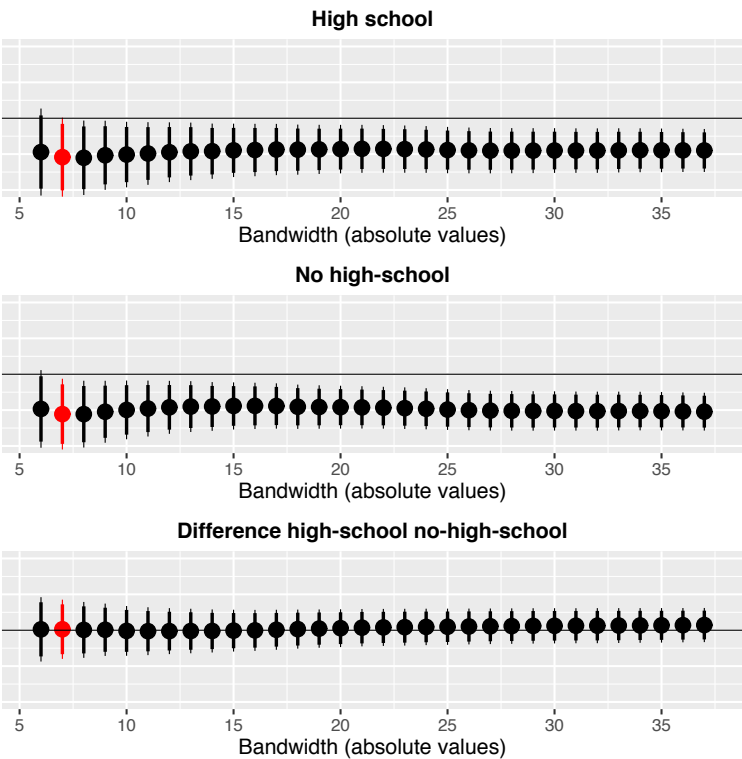 High school
5 10 15 20 25 30 35
Bandwidth (absolute values)
No high-school
5 10 15 20 25 30 35
Bandwidth (absolute values)
Difference high-school no-high-school
5 10 15 20 25 30 35
Bandwidth (absolute values)